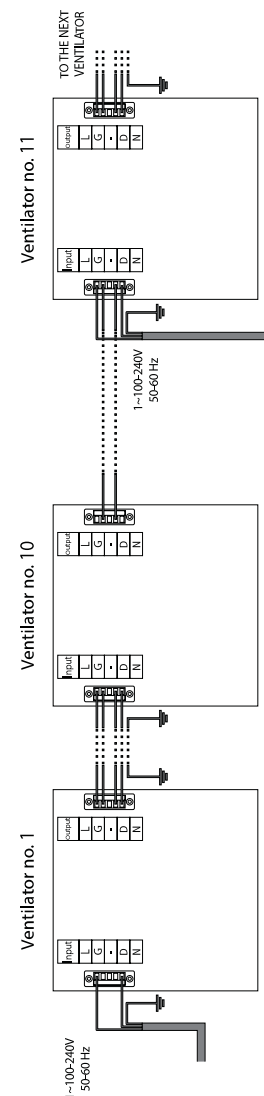 Ventilator no. 1
1~100-240V
50-60 Hz
Input
L
G
-
D
N
output
L
G
-
D
N
Ventilator no. 10
Input
L
G
-
D
N
output
L
G
-
D
N
Ventilator no. 11
1~100-240V
50-60 Hz
Input
L
G
-
D
N
output
L
G
-
D
N
TO THE NEXT
VENTILATOR